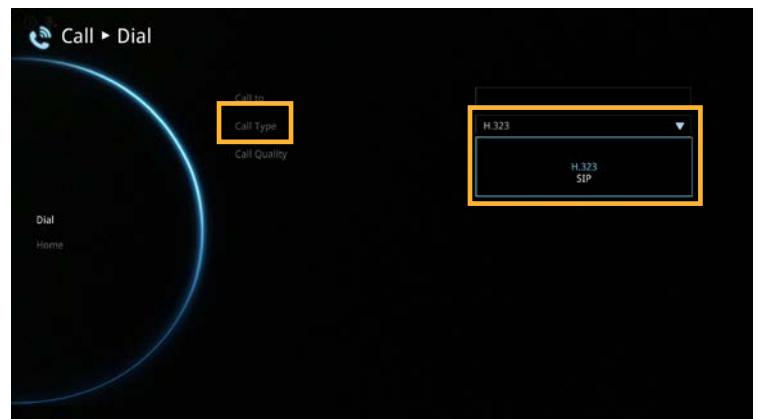 Call ▸ Dial
Call to
Call Type
H.323
Call Quality
H.323
SIP
Dial
Home